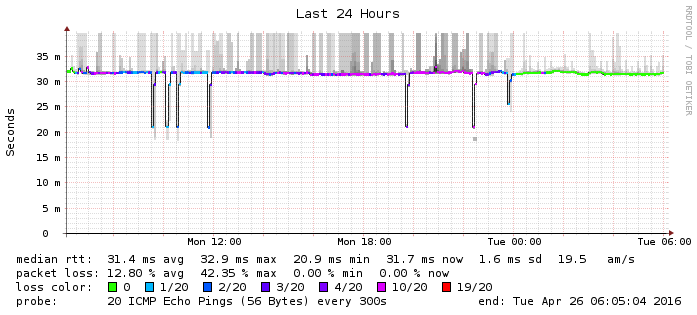 Last 24 Hours
RRDTOOL / TOBI OETIKER
Seconds
35 m
30 m
25 m
20 m
15 m
10 m
5 m
0
Mon 12:00 Mon 18:00 Tue 00:00 Tue 06:00
median rtt: 31.4 ms avg 32.9 ms max 20.9 ms min 31.7 ms now 1.6 ms sd 19.5 am/s
packet loss: 12.80 % avg 42.35 % max 0.00 % min 0.00 % now
loss color: 0 1/20 2/20 3/20 4/20 10/20 19/20
probe: 20 ICMP Echo Pings (56 Bytes) every 300s end: Tue Apr 26 06:05:04 2016